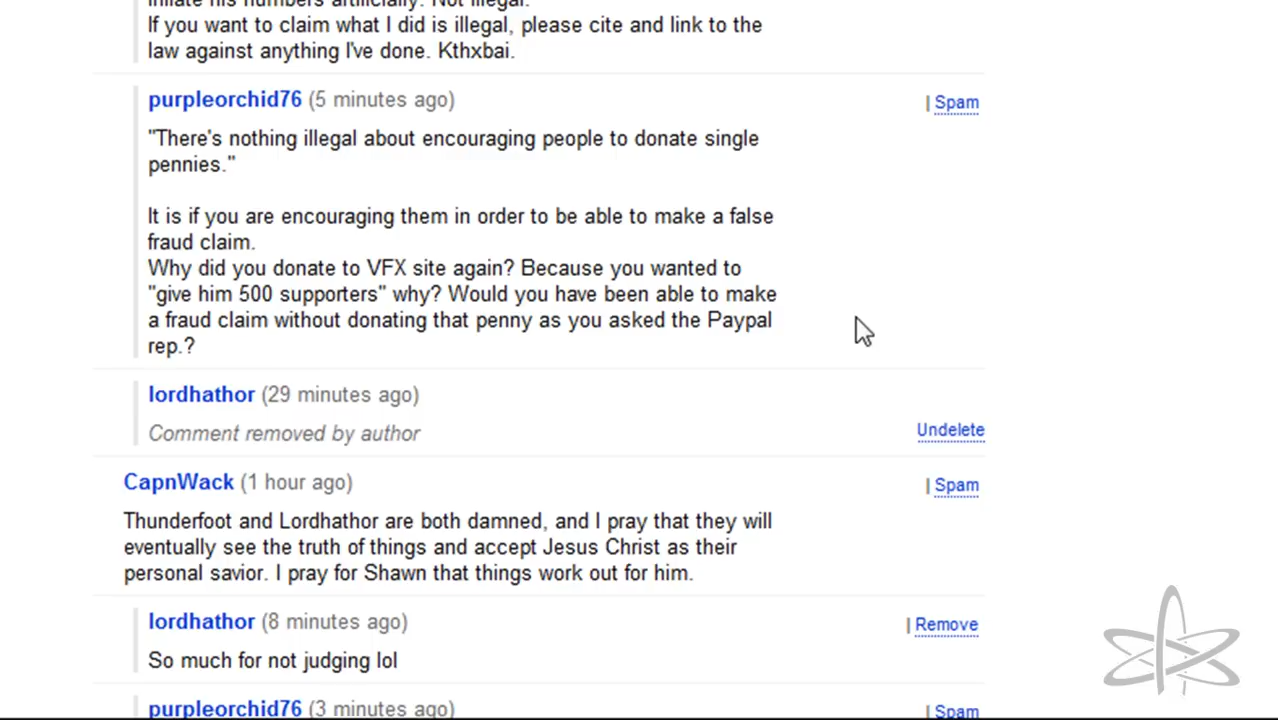 inflate his numbers artificially. Not illegal.
If you want to claim what I did is illegal, please cite and link to the
law against anything I've done. Kthxbai.
purpleorchid76 (5 minutes ago)
| Spam
"There's nothing illegal about encouraging people to donate single
pennies."
It is if you are encouraging them in order to be able to make a false
fraud claim.
Why did you donate to VFX site again? Because you wanted to
"give him 500 supporters" why? Would you have been able to make
a fraud claim without donating that penny as you asked the Paypal
rep.?
lordhathor (29 minutes ago)
Comment removed by author
Undelete
CapnWack (1 hour ago)
| Spam
Thunderfoot and Lordhathor are both damned, and I pray that they will
eventually see the truth of things and accept Jesus Christ as their
personal savior. I pray for Shawn that things work out for him.
lordhathor (8 minutes ago)
| Remove
So much for not judging lol
purpleorchid76 (3 minutes ago)
| Spam